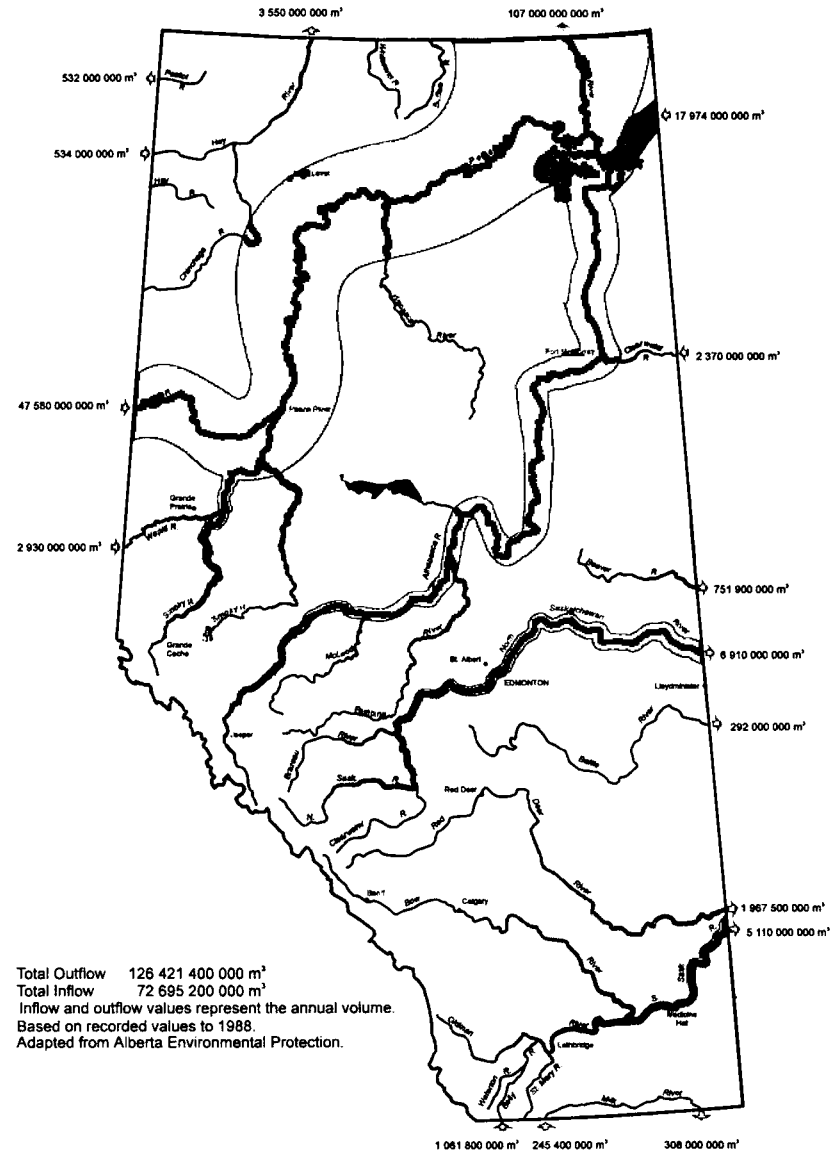 3 550 000 000 m³
107 000 000 000 m³
532 000 000 m³
R
River
R
River
17 974 000 000 m³
534 000 000 m³
Hay
Hay
R
R
River
Fort McMurray
Clearwater
R
2 370 000 000 m³
47 580 000 000 m³
Peace River
Grande
Prairie
Wapiti R
2 930 000 000 m³
Athabasca R
Beaver
R
751 900 000 m³
Smoky R
Smoky R
Grande
Cache
McLeod
River
St. Albert
North
Saskatchewan
River
6 910 000 000 m³
EDMONTON
Lloydminster
Jasper
Pembina
River
Brazeau
River
Battle
292 000 000 m³
Sask
R
N.
Clearwater
R
Red Deer
Red
Deer
River
Banff
Bow
Calgary
River
1 967 500 000 m³
R.
5 110 000 000 m³
Sask
S.
Medicine
Hat
River
Lethbridge
Oldman
Waterton
R
Belly
R
St. Mary R
Milk
River
1 061 800 000 m³
245 400 000 m³
308 000 000 m³
Total Outflow 126 421 400 000 m³
Total Inflow 72 695 200 000 m³
Inflow and outflow values represent the annual volume.
Based on recorded values to 1988.
Adapted from Alberta Environmental Protection.